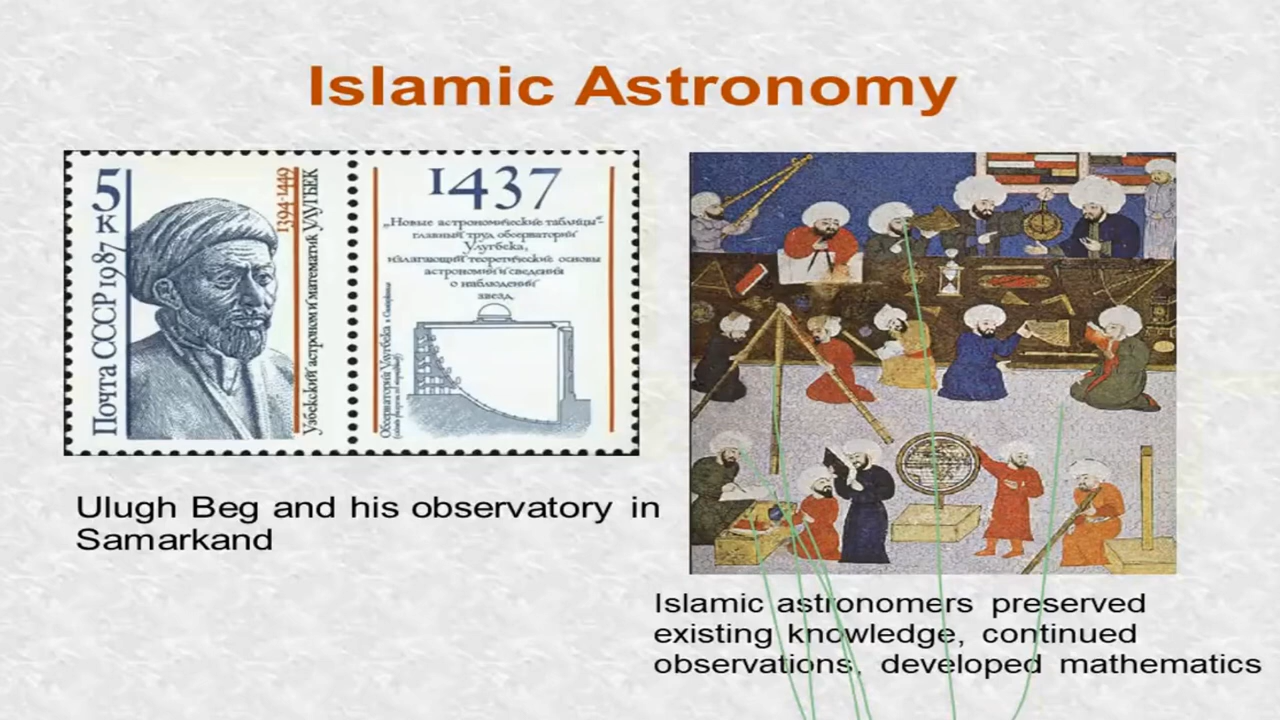 Islamic Astronomy
5
к
Почта СССР 1987
1394-1449
Узбекский астроном и математик УЛУГБЕК
1437
„Новые астрономические таблицы“-
главный труд обсерватории
Улугбека,
излагающий теоретические основы
астрономии и сведения
о наблюдении
звезд.
Обсерватория Улугбека в
Ulugh Beg and his observatory in
Samarkand
Islamic astronomers preserved
existing knowledge, continued
observations, developed mathematics